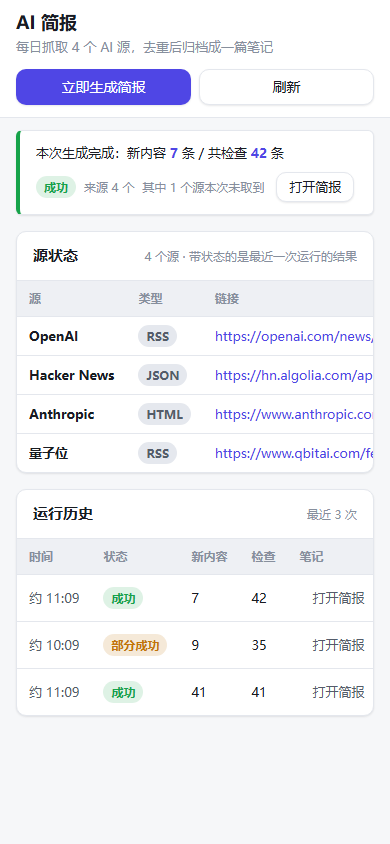 AI 简报
每日抓取 4 个 AI 源，去重后归档成一篇笔记
立即生成简报 刷新
本次生成完成：新内容 7 条 / 共检查 42 条
成功 来源 4 个 其中 1 个源本次未取到 打开简报
源状态 4 个源 · 带状态的是最近一次运行的结果
源 类型 链接
OpenAI RSS https://openai.com/news/
Hacker News JSON https://hn.algolia.com/ap
Anthropic HTML https://www.anthropic.co
量子位 RSS https://www.qbitai.com/fe
运行历史 最近 3 次
时间 状态 新内容 检查 笔记
约 11:09 成功 7 42 打开简报
约 10:09 部分成功 9 35 打开简报
约 11:09 成功 41 41 打开简报